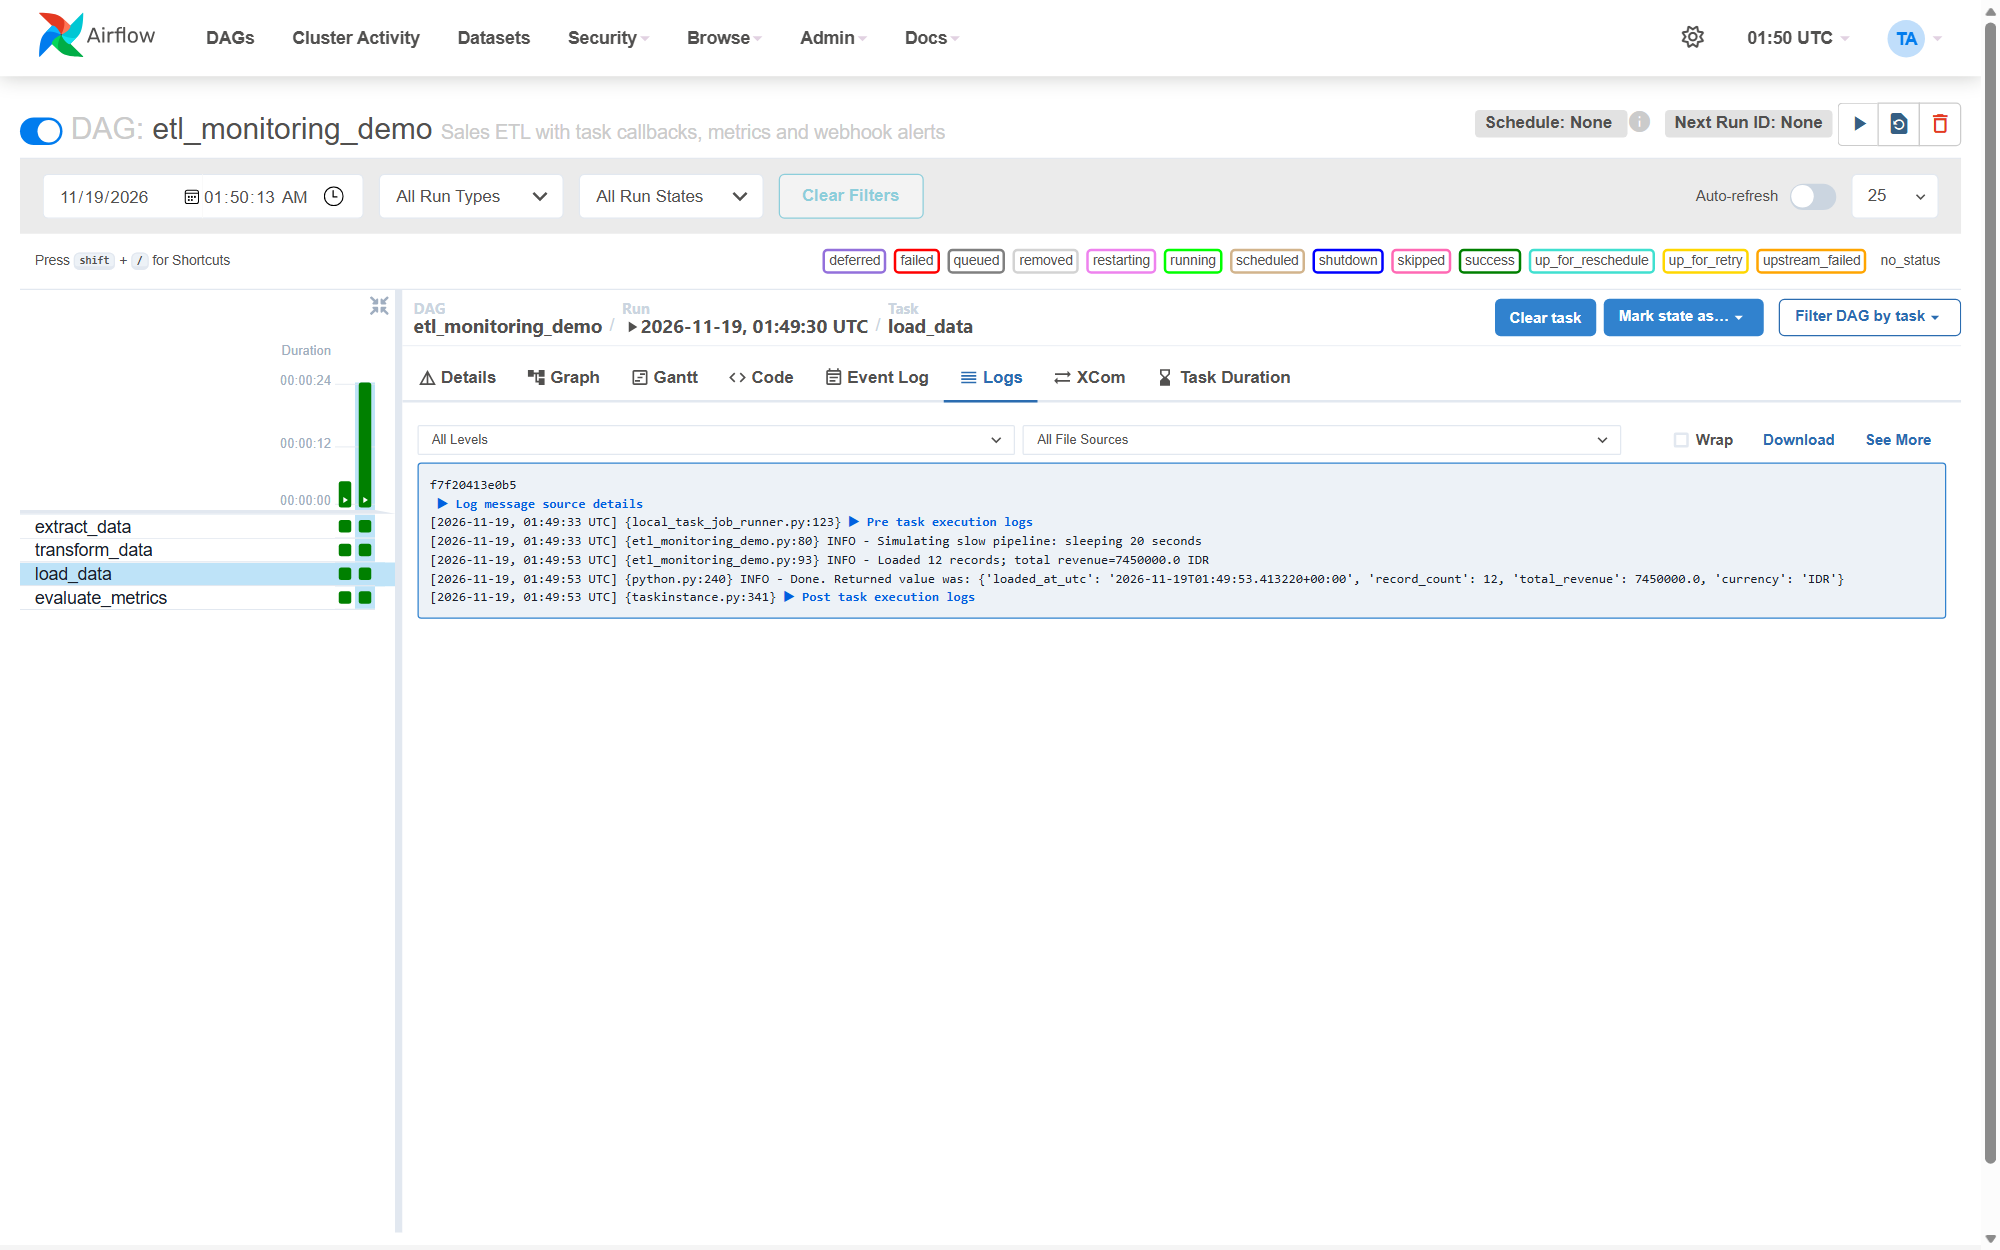 Airflow DAGs Cluster Activity Datasets Security Browse Admin Docs 01:50 UTC TA
DAG: etl_monitoring_demo Sales ETL with task callbacks, metrics and webhook alerts
Schedule: None i Next Run ID: None
11/19/2026 01:50:13 AM All Run Types All Run States Clear Filters Auto-refresh 25
Press shift + / for Shortcuts
deferred failed queued removed restarting running scheduled shutdown skipped success up_for_reschedule up_for_retry upstream_failed no_status
Duration
00:00:24
00:00:12
00:00:00
extract_data
transform_data
load_data
evaluate_metrics
DAG Run Task
etl_monitoring_demo / 2026-11-19, 01:49:30 UTC / load_data
Clear task Mark state as... Filter DAG by task
Details Graph Gantt Code Event Log Logs XCom Task Duration
All Levels All File Sources Wrap Download See More
f7f20413e0b5
▶ Log message source details
[2026-11-19, 01:49:33 UTC] {local_task_job_runner.py:123} ▶ Pre task execution logs
[2026-11-19, 01:49:33 UTC] {etl_monitoring_demo.py:80} INFO - Simulating slow pipeline: sleeping 20 seconds
[2026-11-19, 01:49:53 UTC] {etl_monitoring_demo.py:93} INFO - Loaded 12 records; total revenue=7450000.0 IDR
[2026-11-19, 01:49:53 UTC] {python.py:240} INFO - Done. Returned value was: {'loaded_at_utc': '2026-11-19T01:49:53.413220+00:00', 'record_count': 12, 'total_revenue': 7450000.0, 'currency': 'IDR'}
[2026-11-19, 01:49:53 UTC] {taskinstance.py:341} ▶ Post task execution logs